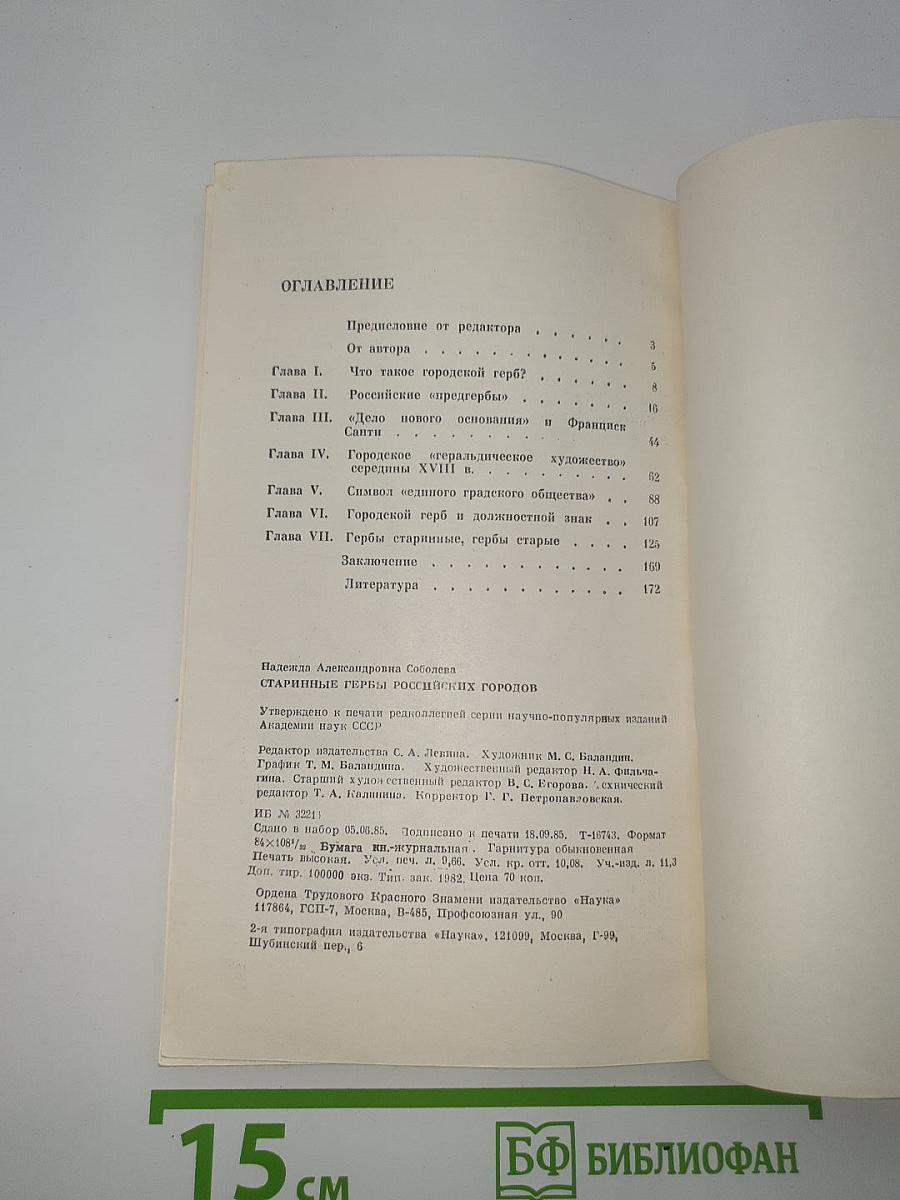 ОГЛАВЛЕНИЕ
Предисловие от редактора . . . . . . 3
От автора . . . . . . . . . . . . 5
Глава I. Что такое городской герб? . . . . . . 8
Глава II. Российские «предгербы» . . . . . . . 16
Глава III. «Дело нового основания» и Франциск
Санти . . . . . . . . . . 44
Глава IV. Городское «геральдическое художество»
середины XVIII в. . . . . . . . . . 62
Глава V. Символ «единого градского общества» . . 88
Глава VI. Городской герб и должностной знак . . 107
Глава VII. Гербы старинные, гербы старые . . . . 125
Заключение . . . . . . . . . . . . 169
Литература . . . . . . . . . . . . 172
Надежда Александровна Соболева
СТАРИННЫЕ ГЕРБЫ РОССИЙСКИХ ГОРОДОВ
Утверждено к печати редколлегией серии научно-популярных изданий
Академии наук СССР
Редактор издательства С. А. Левина. Художник М. С. Баландин.
График Т. М. Баландина. Художественный редактор Н. А. Фильча-
гина. Старший художественный редактор В. С. Егорова. Технический
редактор Т. А. Калинина. Корректор Г. Г. Петропавловская.
ИБ №
Сдано в набор 05.06.85. Подписано к печати 18.09.85. Т-16743. Формат
84×108¹/₃₂ Бумага кн.-журнальная. Гарнитура обыкновенная
Печать высокая. Усл. печ. л. 9,66. Усл. кр. отт. 10,08. Уч.-изд. л. 11,3
Доп. тир. 100000 экз. Тип. зак. 1982. Цена 70 коп.
Ордена Трудового Красного Знамени издательство «Наука»
117864, ГСП-7, Москва, В-485, Профсоюзная ул., 90
2-я типография издательства «Наука», 121099, Москва, Г-99,
Шубинский пер., 6
15 см
БФ БИБЛИОФАН